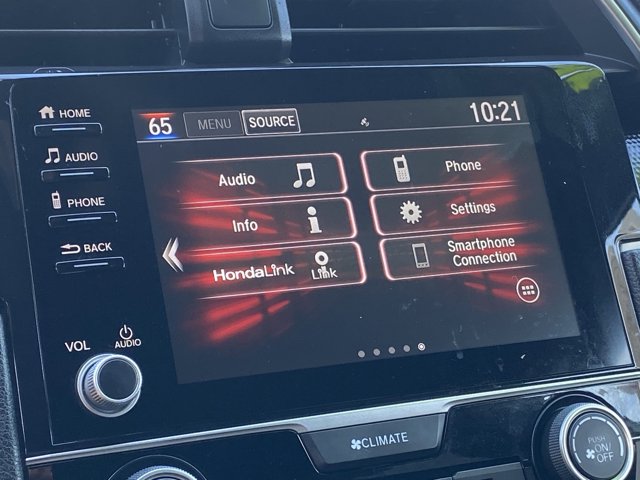 HOME
AUDIO
PHONE
BACK
VOL
AUDIO
65
MENU
SOURCE
10:21
Audio
Phone
Info
Settings
HondaLink
Link
Smartphone
Connection
CLIMATE
PUSH
ON/
OFF